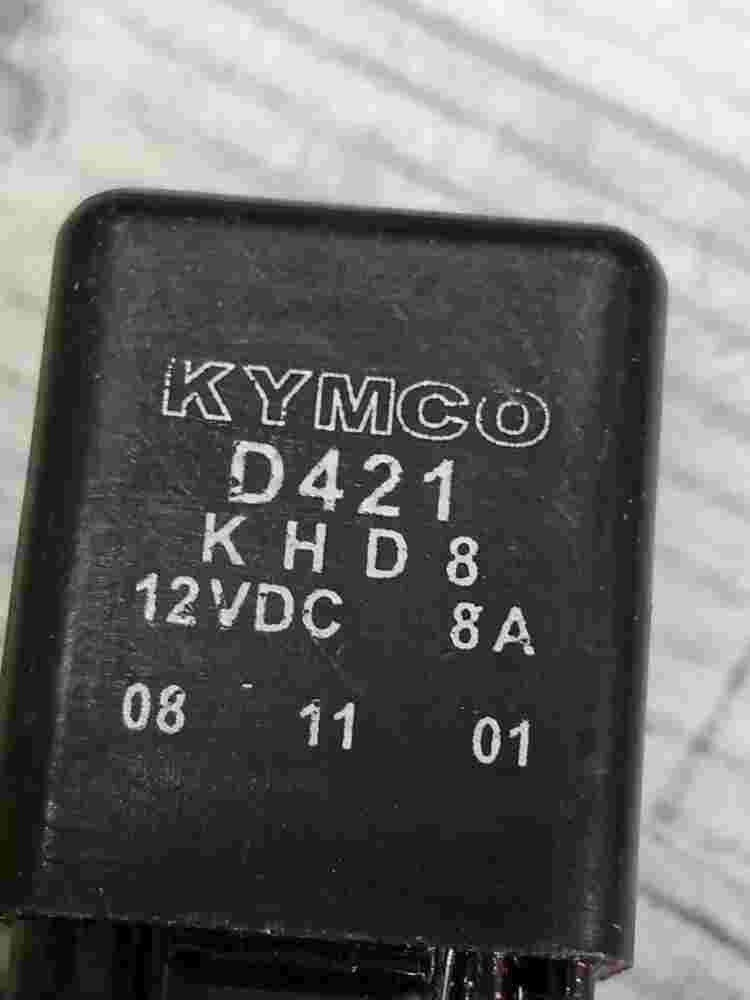 KYMCO
D421
K H D 8
12VDC 8A
08 11 01